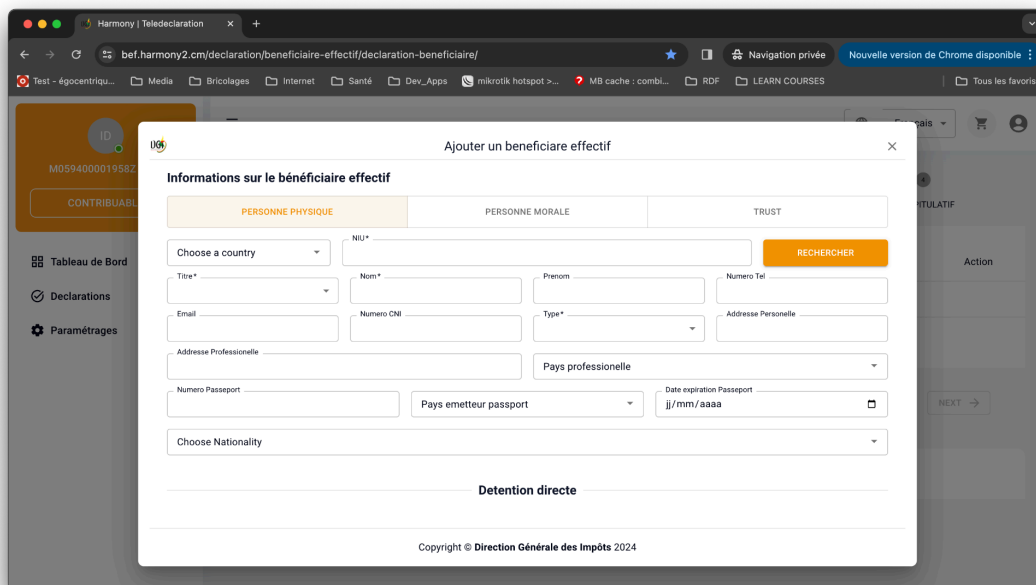 Harmony | Teledeclaration
bef.harmony2.cm/declaration/beneficiaire-effectif/declaration-beneficiaire/
Navigation privée
Nouvelle version de Chrome disponible
Test - égocentriqu...
Media
Bricolages
Internet
Santé
Dev_Apps
mikrotik hotspot >...
MB cache : combi...
RDF
LEARN COURSES
Tous les favoris
ID
M059400001958Z
CONTRIBUABL
Tableau de Bord
Declarations
Paramétrages
Ajouter un beneficiare effectif
Informations sur le bénéficiaire effectif
PERSONNE PHYSIQUE
PERSONNE MORALE
TRUST
Choose a country
NIU*
RECHERCHER
Titre*
Nom*
Prenom
Numero Tel
Email
Numero CNI
Type*
Addresse Personelle
Addresse Professionelle
Pays professionelle
Numero Passeport
Pays emetteur passport
Date expiration Passeport
jj/mm/aaaa
Choose Nationality
Detention directe
Copyright © Direction Générale des Impôts 2024
PITULATIF
Action
NEXT